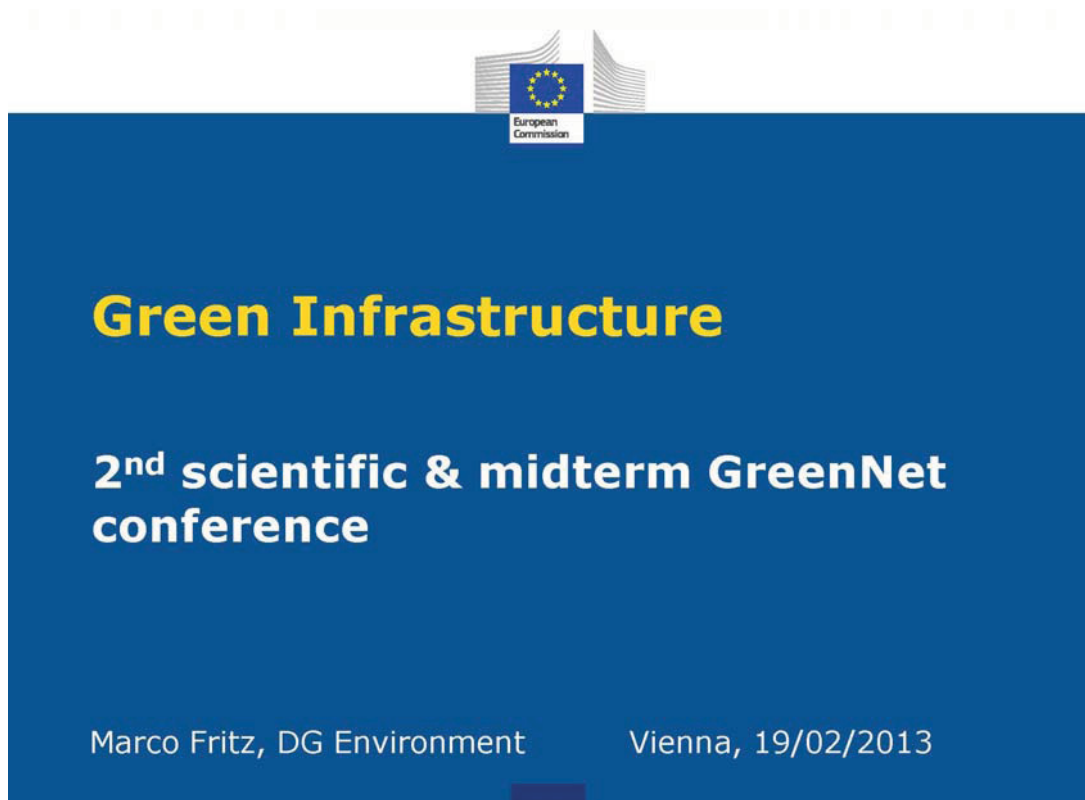 European
Commission
Green Infrastructure
2nd scientific & midterm GreenNet
conference
Marco Fritz, DG Environment Vienna, 19/02/2013